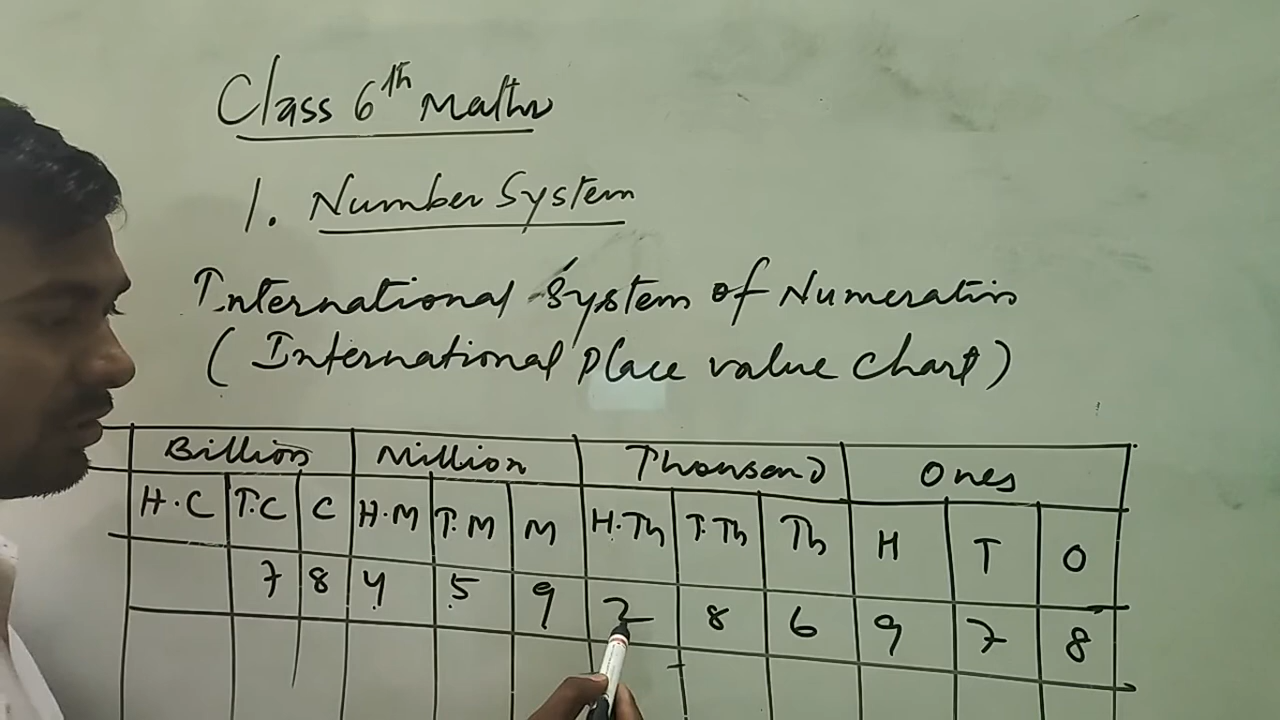 Class 6th Maths
1. Number System
International System of Numeration
(International Place value Chart)
Billion Million Thousand Ones
H.C T.C C H.M T.M M H.Th T.Th Th H T O
7 8 4 5 9 2 8 6 9 7 8